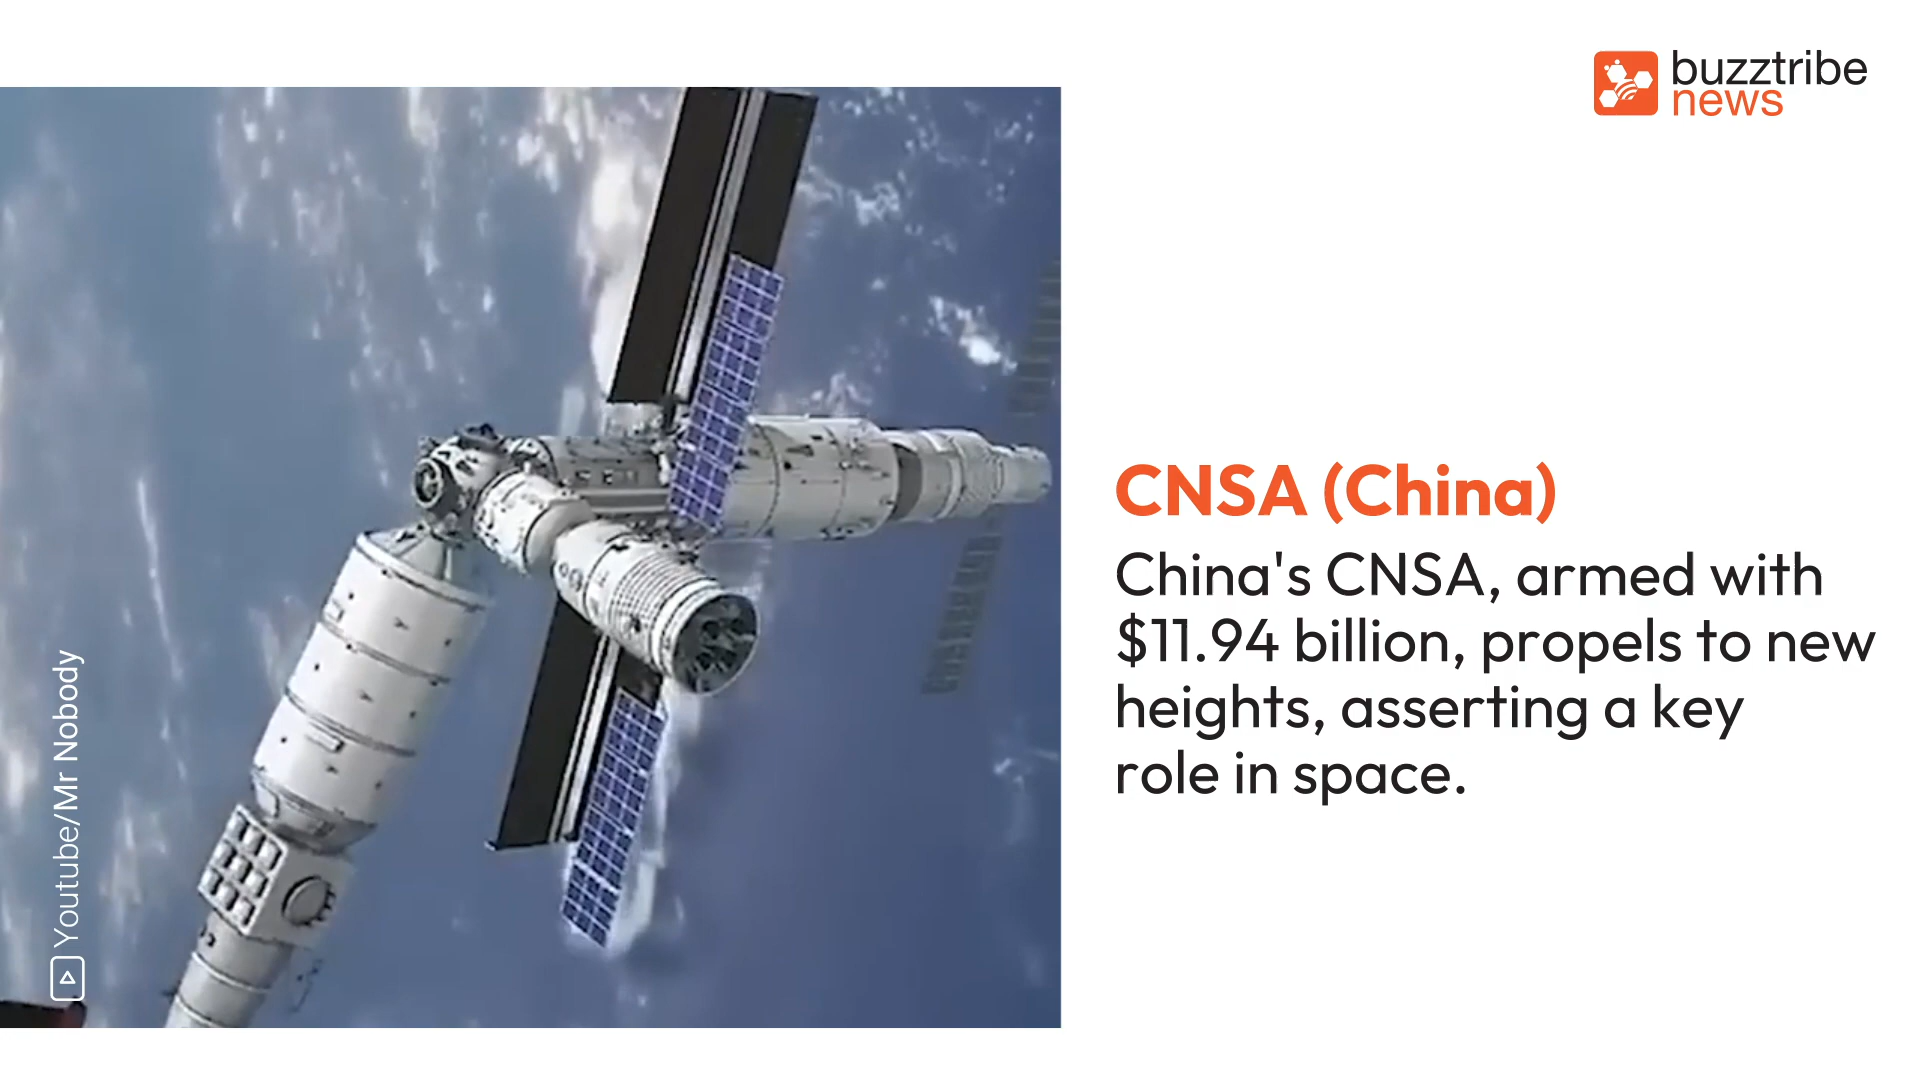 buzztribe
news
CNSA (China)
China's CNSA, armed with
$11.94 billion, propels to new
heights, asserting a key
role in space.
Youtube/Mr Nobody